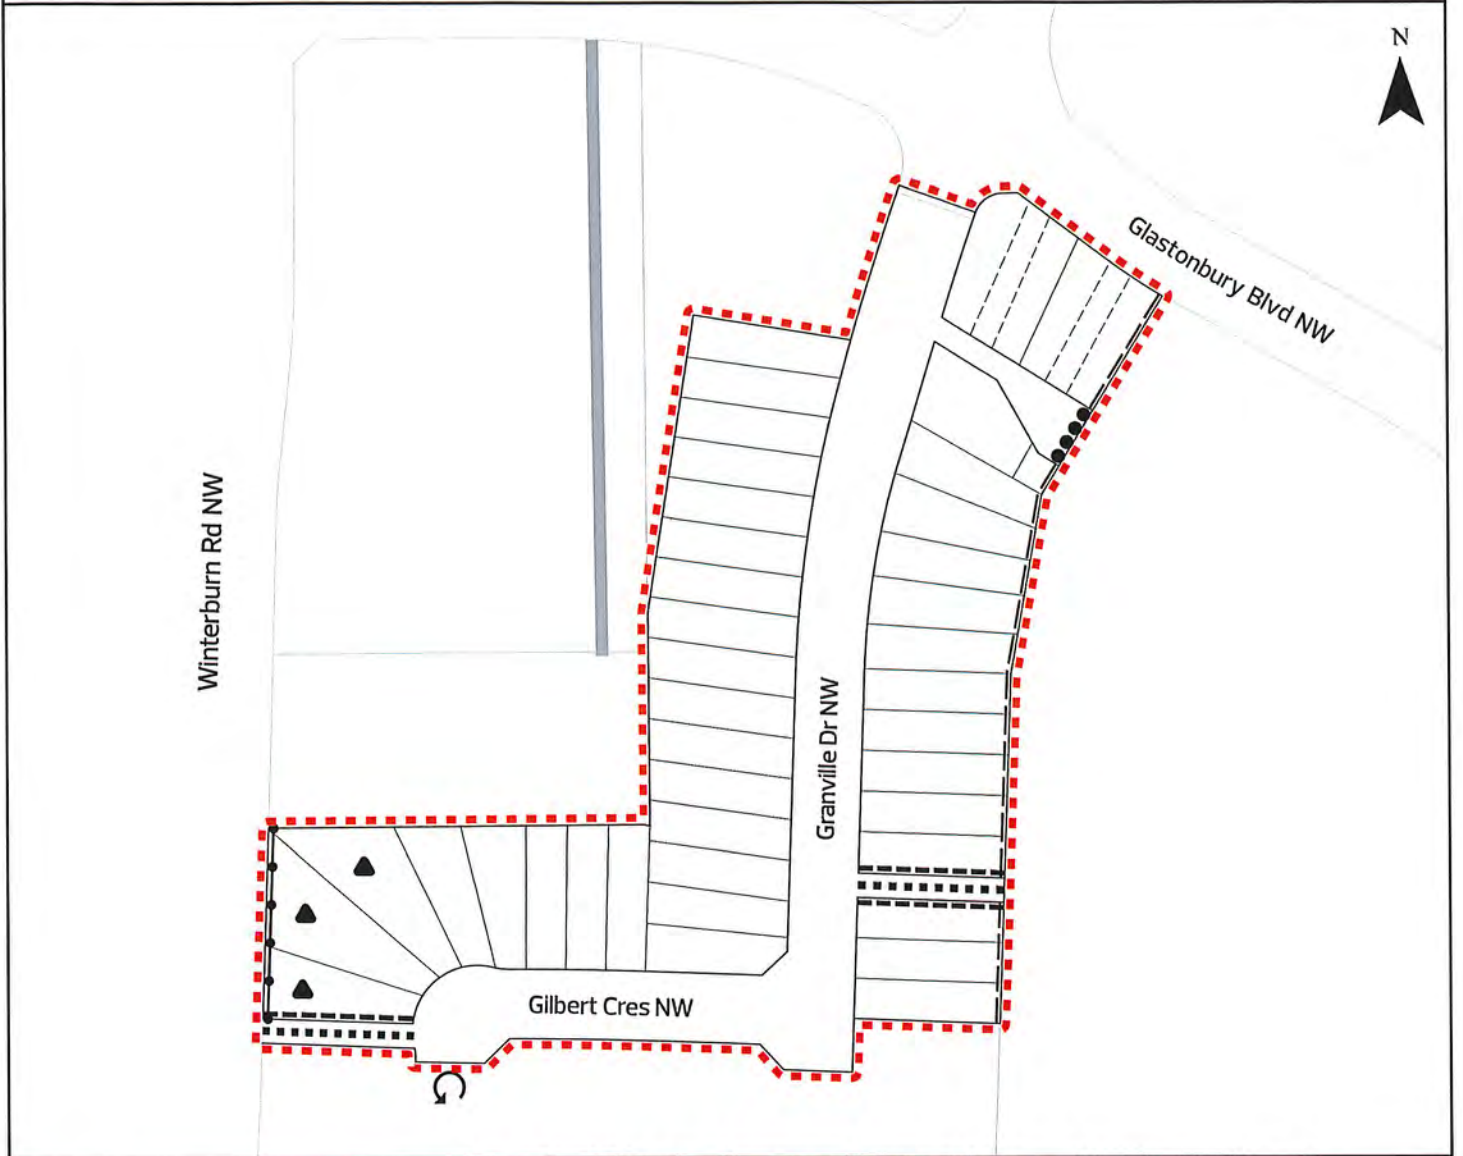 N
Glastonbury Blvd NW
Winterburn Rd NW
Granville Dr NW
Gilbert Cres NW